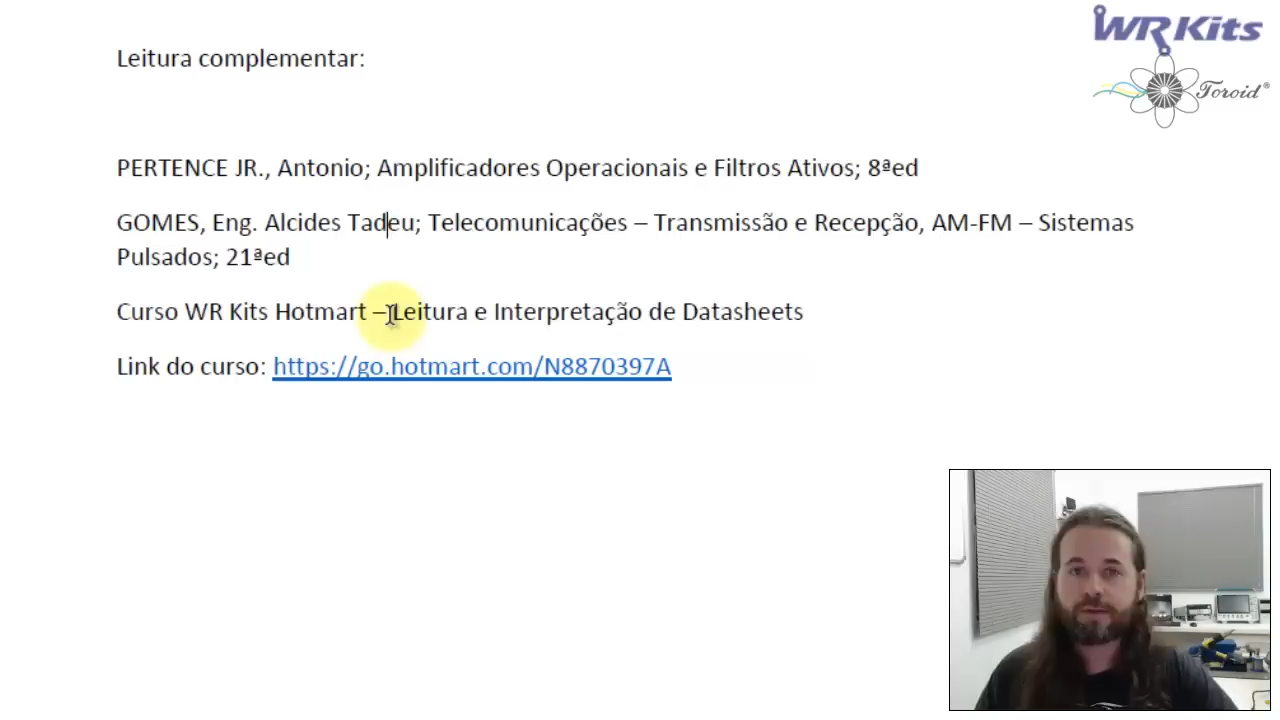 WR Kits
Toroid®
Leitura complementar:
PERTENCE JR., Antonio; Amplificadores Operacionais e Filtros Ativos; 8ªed
GOMES, Eng. Alcides Tadeu; Telecomunicações – Transmissão e Recepção, AM-FM – Sistemas
Pulsados; 21ªed
Curso WR Kits Hotmart – Leitura e Interpretação de Datasheets
Link do curso: https://go.hotmart.com/N8870397A